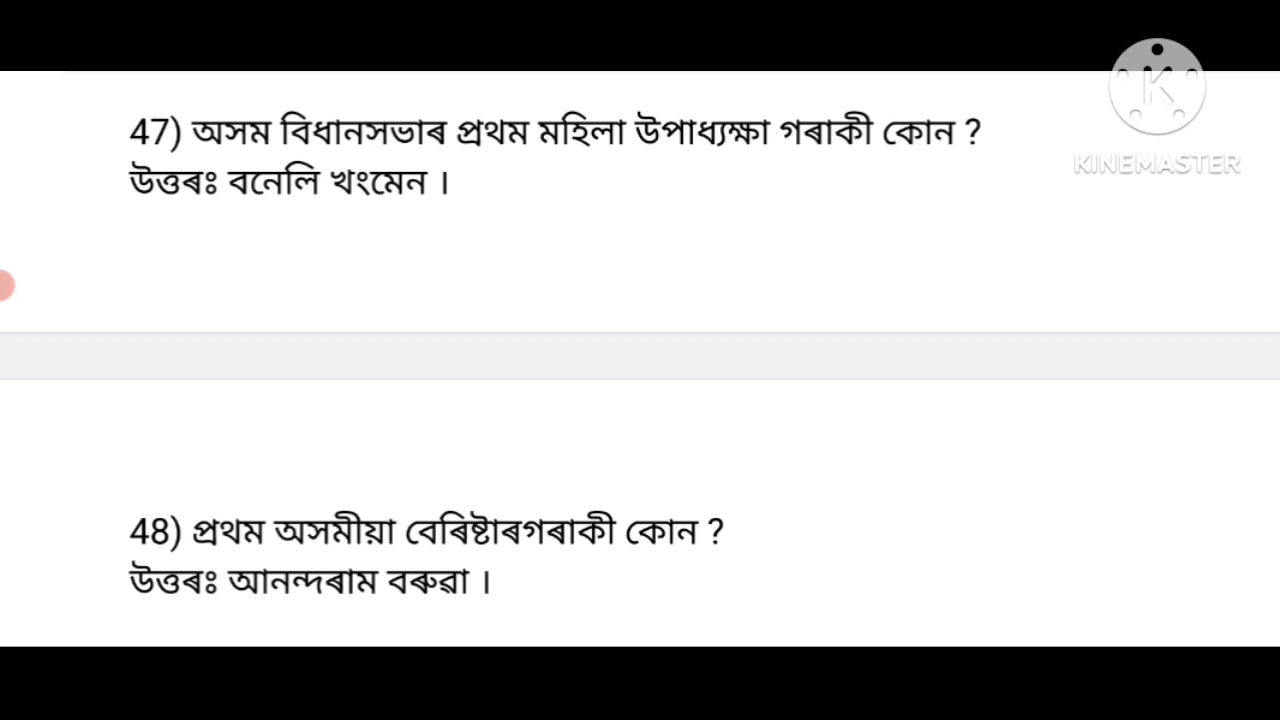 47) অসম বিধানসভাৰ প্ৰথম মহিলা উপাধ্যক্ষা গৰাকী কোন ?
উত্তৰঃ বনেলি খংমেন ।
KINEMASTER
48) প্ৰথম অসমীয়া বেৰিষ্টাৰগৰাকী কোন ?
উত্তৰঃ আনন্দৰাম বৰুৱা ।